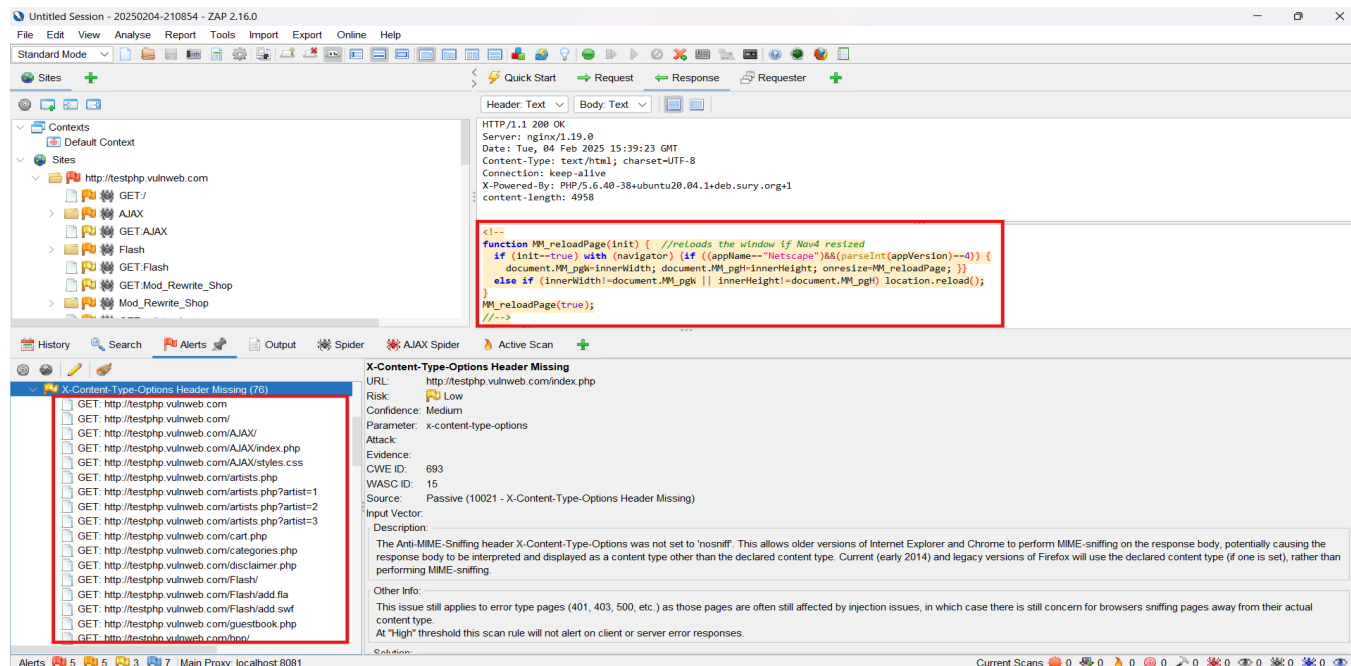 Untitled Session - 20250204-210854 - ZAP 2.16.0
File Edit View Analyse Report Tools Import Export Online Help
Standard Mode
Sites
Quick Start Request Response Requester
Header: Text Body: Text
Contexts
Default Context
Sites
http://testphp.vulnweb.com
GET:/
AJAX
GET:AJAX
Flash
GET:Flash
GET:Mod_Rewrite_Shop
Mod_Rewrite_Shop
HTTP/1.1 200 OK
Server: nginx/1.19.0
Date: Tue, 04 Feb 2025 15:39:23 GMT
Content-Type: text/html; charset=UTF-8
Connection: keep-alive
X-Powered-By: PHP/5.6.40-38+ubuntu20.04.1+deb.sury.org+1
content-length: 4958
<!--
function MM_reloadPage(init) { //reloads the window if Nav4 resized
if (init==true) with (navigator) {if ((appName=="Netscape")&&(parseInt(appVersion)==4)) {
document.MM_pgW=innerWidth; document.MM_pgH=innerHeight; onresize=MM_reloadPage; }}
else if (innerWidth!=document.MM_pgW || innerHeight!=document.MM_pgH) location.reload();
}
MM_reloadPage(true);
//-->
History Search Alerts Output Spider AJAX Spider Active Scan
X-Content-Type-Options Header Missing (76)
GET: http://testphp.vulnweb.com
GET: http://testphp.vulnweb.com/
GET: http://testphp.vulnweb.com/AJAX/
GET: http://testphp.vulnweb.com/AJAX/index.php
GET: http://testphp.vulnweb.com/AJAX/styles.css
GET: http://testphp.vulnweb.com/artists.php
GET: http://testphp.vulnweb.com/artists.php?artist=1
GET: http://testphp.vulnweb.com/artists.php?artist=2
GET: http://testphp.vulnweb.com/artists.php?artist=3
GET: http://testphp.vulnweb.com/cart.php
GET: http://testphp.vulnweb.com/categories.php
GET: http://testphp.vulnweb.com/disclaimer.php
GET: http://testphp.vulnweb.com/Flash/
GET: http://testphp.vulnweb.com/Flash/add.fla
GET: http://testphp.vulnweb.com/Flash/add.swf
GET: http://testphp.vulnweb.com/guestbook.php
GET: http://testphp.vulnweb.com/hpp/
X-Content-Type-Options Header Missing
URL: http://testphp.vulnweb.com/index.php
Risk: Low
Confidence: Medium
Parameter: x-content-type-options
Attack:
Evidence:
CWE ID: 693
WASC ID: 15
Source: Passive (10021 - X-Content-Type-Options Header Missing)
Input Vector:
Description:
The Anti-MIME-Sniffing header X-Content-Type-Options was not set to 'nosniff'. This allows older versions of Internet Explorer and Chrome to perform MIME-sniffing on the response body, potentially causing the
response body to be interpreted and displayed as a content type other than the declared content type. Current (early 2014) and legacy versions of Firefox will use the declared content type (if one is set), rather than
performing MIME-sniffing.
Other Info:
This issue still applies to error type pages (401, 403, 500, etc.) as those pages are often still affected by injection issues, in which case there is still concern for browsers sniffing pages away from their actual
content type.
At "High" threshold this scan rule will not alert on client or server error responses.
Solution:
Alerts 5 5 3 7 Main Proxy: localhost:8081
Current Scans 0 0 0 0 0 0 0 0 0